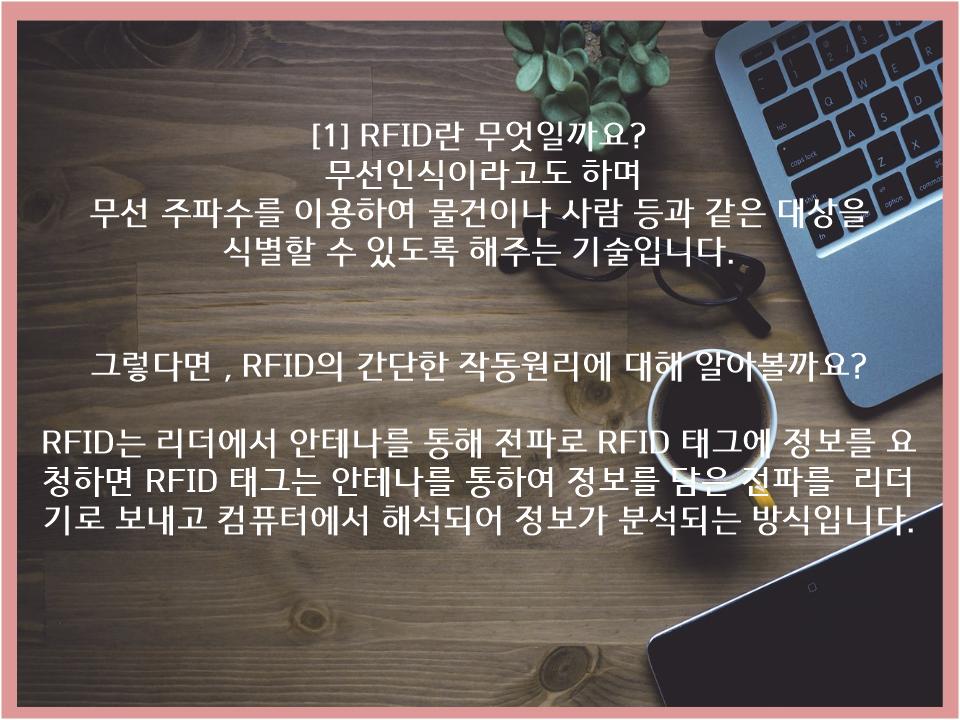 [1] RFID란 무엇일까요?
무선인식이라고도 하며
무선 주파수를 이용하여 물건이나 사람 등과 같은 대상을
식별할 수 있도록 해주는 기술입니다.
그렇다면 , RFID의 간단한 작동원리에 대해 알아볼까요?
RFID는 리더에서 안테나를 통해 전파로 RFID 태그에 정보를 요
청하면 RFID 태그는 안테나를 통하여 정보를 담은 전파를 리더
기로 보내고 컴퓨터에서 해석되어 정보가 분석되는 방식입니다.